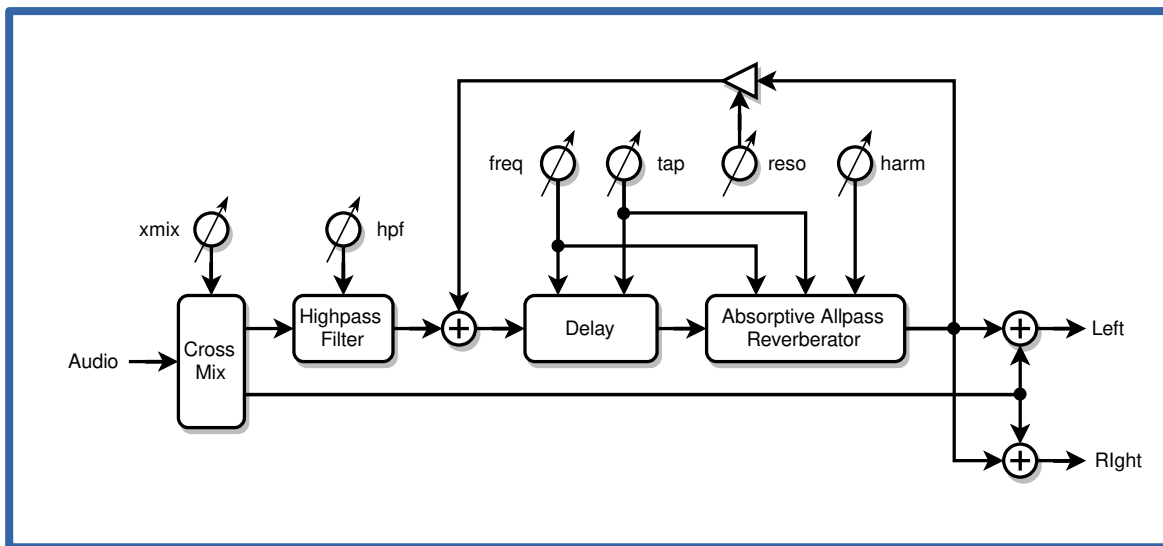 freq
tap
reso
harm
xmix
hpf
Highpass
Filter
Delay
Absorptive Allpass
Reverberator
Left
Audio
Cross
Mix
RIght